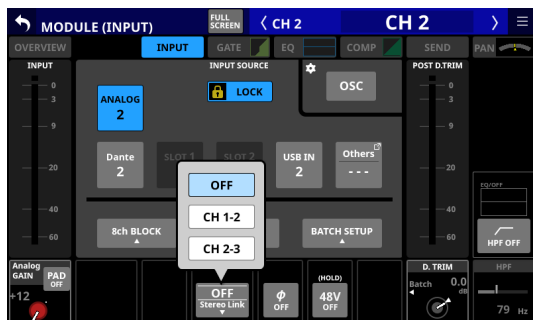 MODULE (INPUT)
FULL SCREEN
CH 2
CH 2
OVERVIEW
INPUT
GATE
EQ
COMP
SEND
PAN
INPUT
INPUT SOURCE
POST D.TRIM
0
3
9
20
40
60
ANALOG
2
LOCK
OSC
0
3
9
20
40
60
Dante
2
SLOT 1
SLOT 2
USB IN
2
Others
---
OFF
CH 1-2
CH 2-3
8ch BLOCK
BATCH SETUP
EQ/OFF
HPF OFF
Analog
GAIN
PAD
OFF
+12
OFF
Stereo Link
Φ
OFF
(HOLD)
48V
OFF
D. TRIM
Batch
0.0
dB
HPF
79 Hz